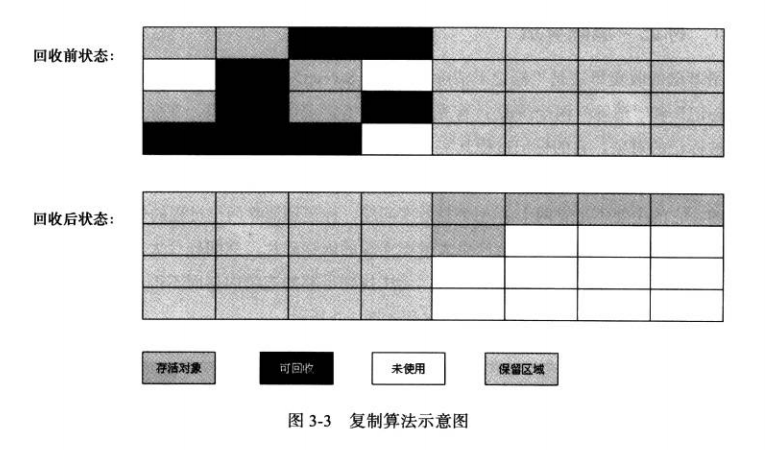 回收前状态:
回收后状态:
存活对象
可回收
未使用
保留区域
图 3-3 复制算法示意图